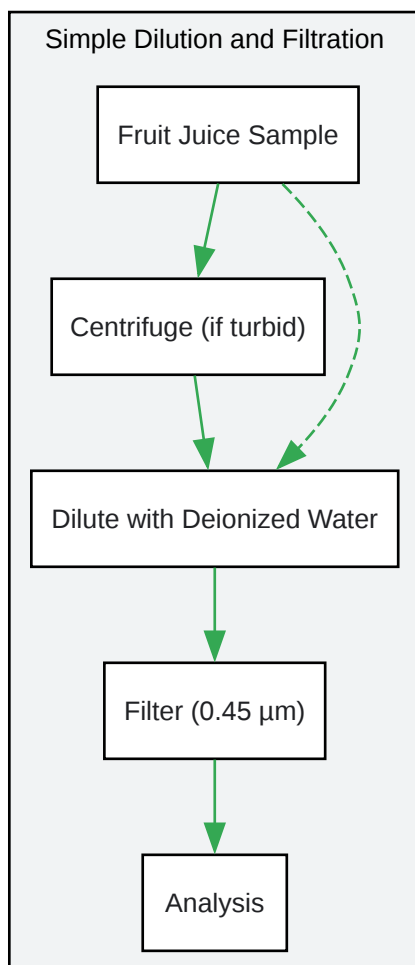 Simple Dilution and Filtration
Fruit Juice Sample
Centrifuge (if turbid)
Dilute with Deionized Water
Filter (0.45 µm)
Analysis